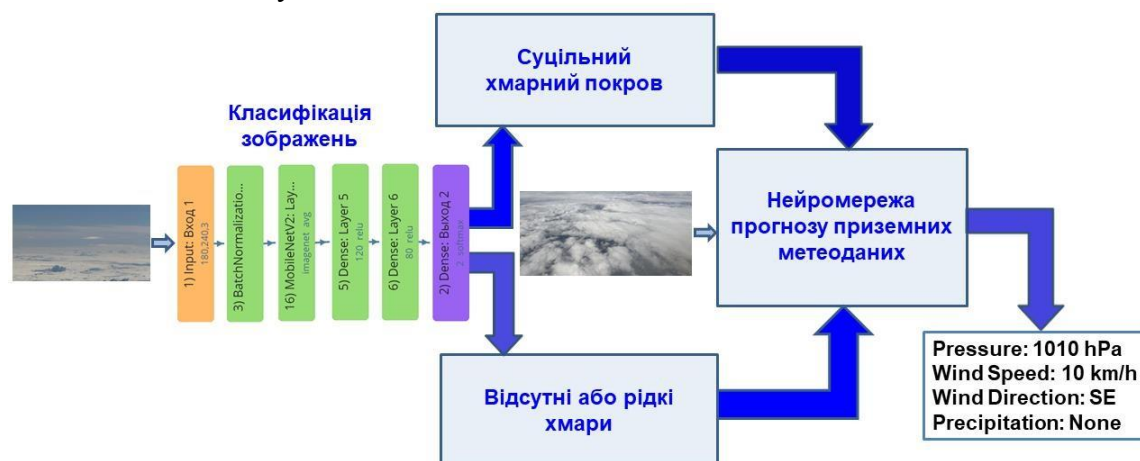 Класифікація
зображень
1) Input: Вход 1
180,240,3
3) BatchNormalizatio...
16) MobileNetV2: Lay...
imagenet avg
5) Dense: Layer 5
120 relu
6) Dense: Layer 6
80 relu
2) Dense: Выход 2
2 softmax
Суцільний
хмарний покров
Відсутні або рідкі
хмари
Нейромережа
прогнозу приземних
метеоданих
Pressure: 1010 hPa
Wind Speed: 10 km/h
Wind Direction: SE
Precipitation: None